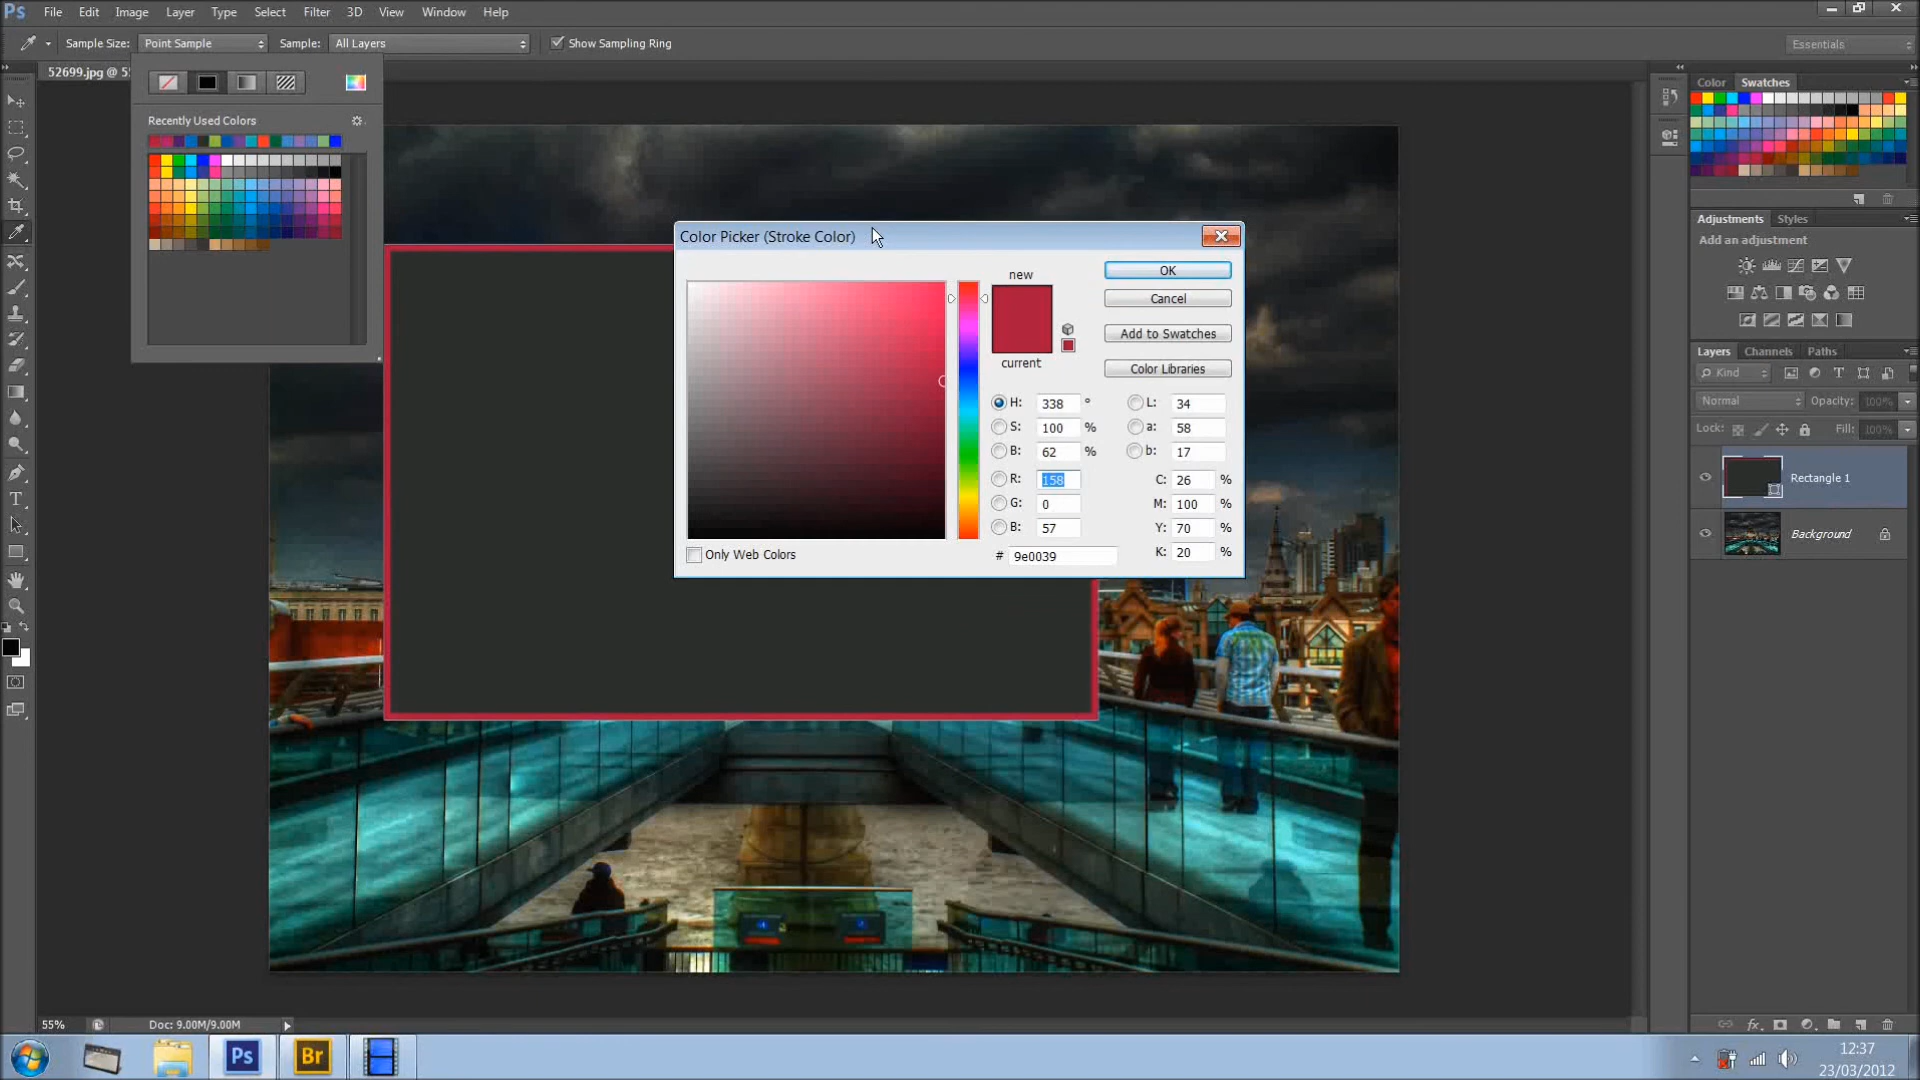 Ps File Edit Image Layer Type Select Filter 3D View Window Help
Sample Size: Point Sample Sample: All Layers Show Sampling Ring Essentials
52699.jpg @ 5
Recently Used Colors
Color Picker (Stroke Color)
new
current
OK
Cancel
Add to Swatches
Color Libraries
H: 338 °
S: 100 %
B: 62 %
R: 158
G: 0
B: 57
# 9e0039
L: 34
a: 58
b: 17
C: 26 %
M: 100 %
Y: 70 %
K: 20 %
Only Web Colors
Color Swatches
Adjustments Styles
Add an adjustment
Layers Channels Paths
Kind
Normal Opacity: 100%
Lock: Fill: 100%
Rectangle 1
Background
55% Doc: 9.00M/9.00M
Ps Br
12:37
23/03/2012